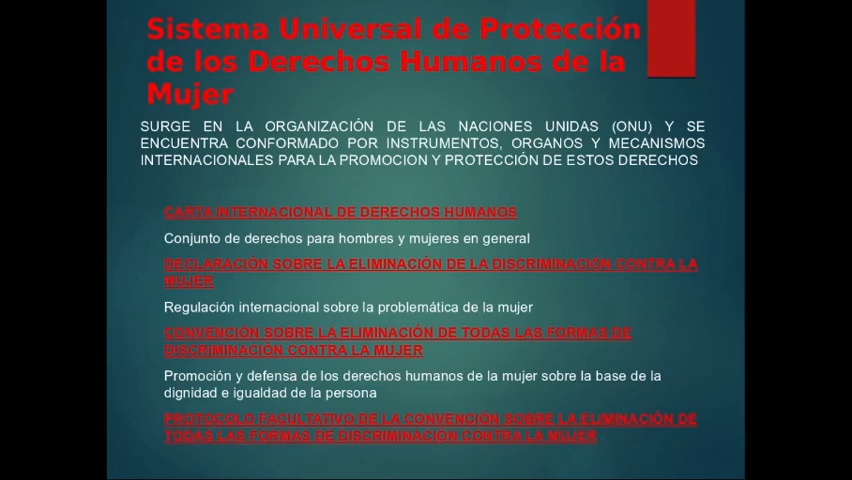 Sistema Universal de Protección
de los Derechos Humanos de la
Mujer
SURGE EN LA ORGANIZACIÓN DE LAS NACIONES UNIDAS (ONU) Y SE
ENCUENTRA CONFORMADO POR INSTRUMENTOS, ORGANOS Y MECANISMOS
INTERNACIONALES PARA LA PROMOCION Y PROTECCIÓN DE ESTOS DERECHOS
CARTA INTERNACIONAL DE DERECHOS HUMANOS
Conjunto de derechos para hombres y mujeres en general
DECLARACIÓN SOBRE LA ELIMINACIÓN DE LA DISCRIMINACIÓN CONTRA LA
MUJER
Regulación internacional sobre la problemática de la mujer
CONVENCIÓN SOBRE LA ELIMINACIÓN DE TODAS LAS FORMAS DE
DISCRIMINACIÓN CONTRA LA MUJER
Promoción y defensa de los derechos humanos de la mujer sobre la base de la
dignidad e igualdad de la persona
PROTOCOLO FACULTATIVO DE LA CONVENCIÓN SOBRE LA ELIMINACIÓN DE
TODAS LAS FORMAS DE DISCRIMINACIÓN CONTRA LA MUJER